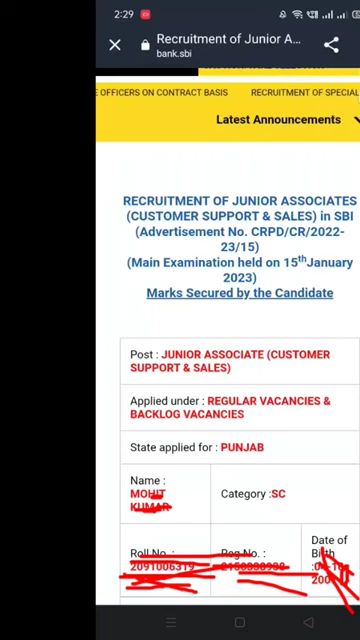 2:29
Recruitment of Junior A...
bank.sbi
E OFFICERS ON CONTRACT BASIS RECRUITMENT OF SPECIAL
Latest Announcements
RECRUITMENT OF JUNIOR ASSOCIATES
(CUSTOMER SUPPORT & SALES) in SBI
(Advertisement No. CRPD/CR/2022-
23/15)
(Main Examination held on 15th January
2023)
Marks Secured by the Candidate
Post : JUNIOR ASSOCIATE (CUSTOMER
SUPPORT & SALES)
Applied under : REGULAR VACANCIES &
BACKLOG VACANCIES
State applied for : PUNJAB
Name :
MOHIT
KUMAR
Category :SC
Roll No. :
Reg No. :
Date of
Birth